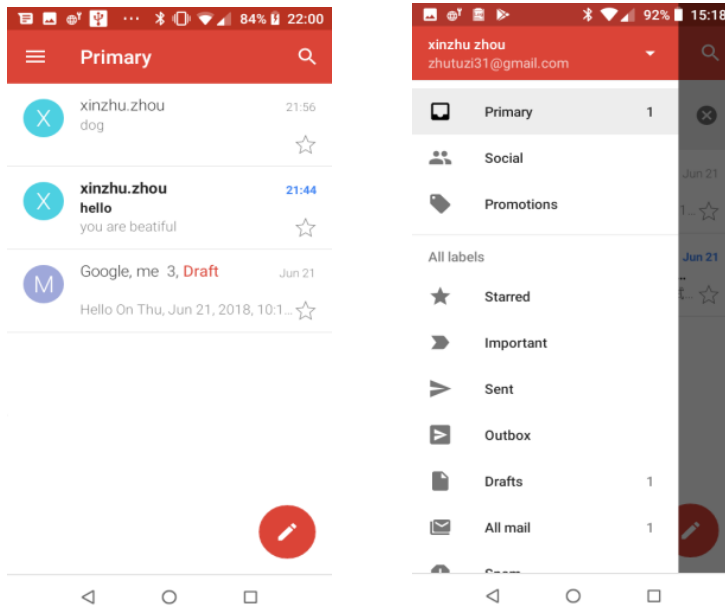 84% 22:00
Primary
X
xinzhu.zhou 21:56
dog
X
xinzhu.zhou 21:44
hello
you are beatiful
M
Google, me 3, Draft Jun 21
Hello On Thu, Jun 21, 2018, 10:1...
92% 15:18
xinzhu zhou
zhutuzi31@gmail.com
Primary 1
Social
Jun 21
Promotions
1...
All labels
Jun 21
Starred
Important
Sent
Outbox
Drafts 1
All mail 1